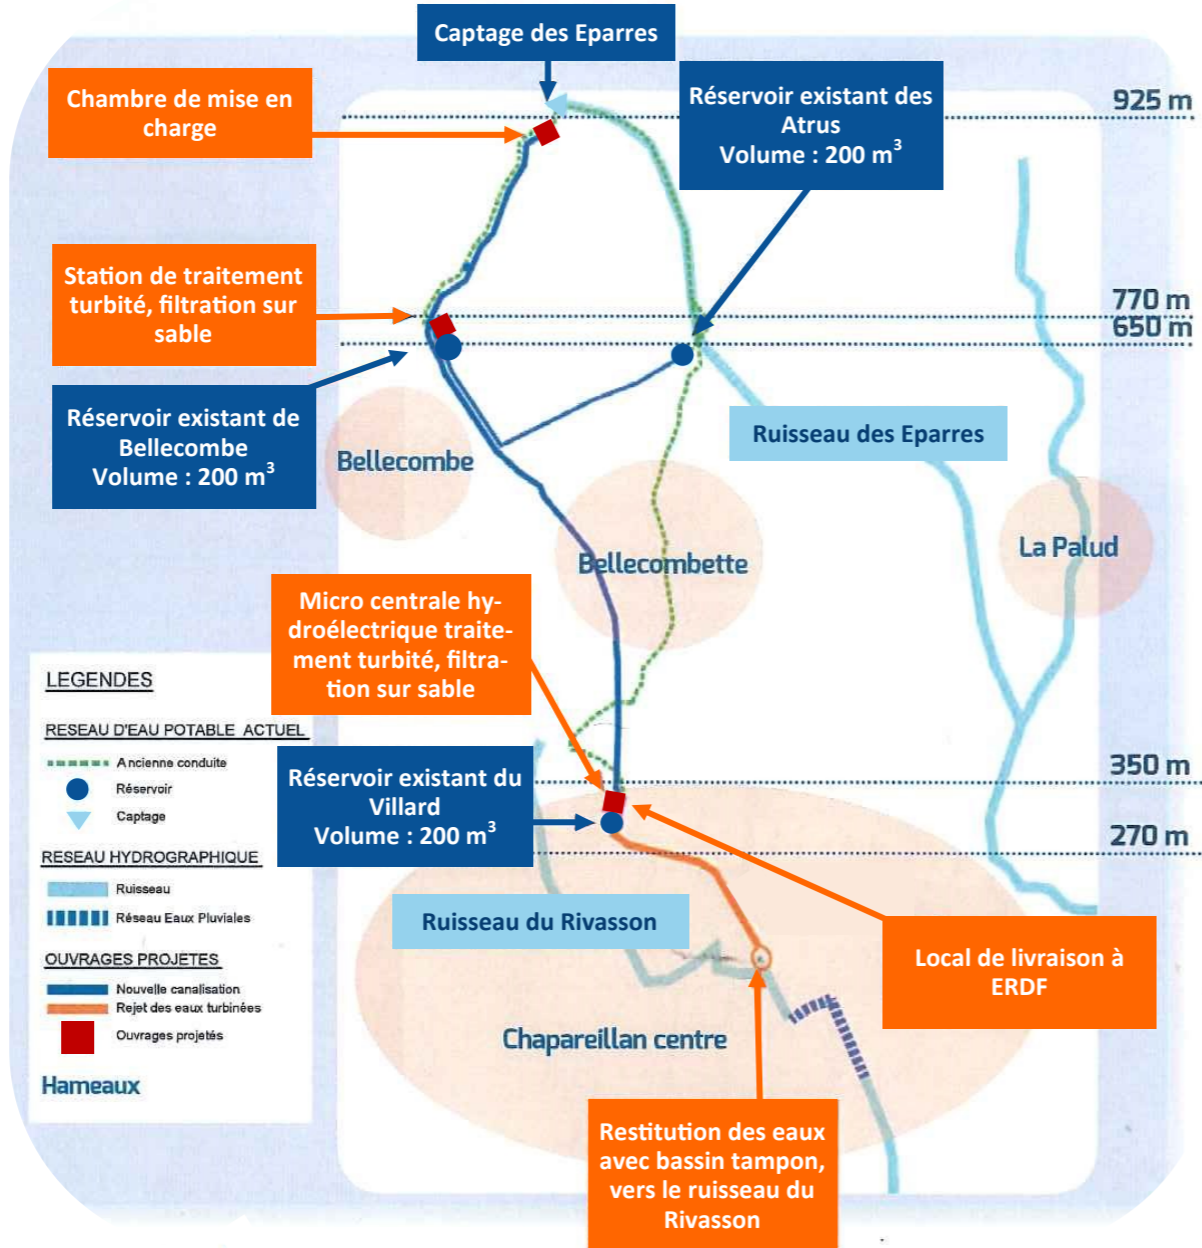 Captage des Eparres
Chambre de mise en
charge
Réservoir existant des
Atrus
Volume : 200 m³
925 m
Station de traitement
turbité, filtration sur
sable
770 m
650 m
Réservoir existant de
Bellecombe
Volume : 200 m³
Bellecombe
Ruisseau des Eparres
Bellecombette
La Palud
Micro centrale hy-
droélectrique traite-
ment turbité, filtra-
tion sur sable
LEGENDES
RESEAU D'EAU POTABLE ACTUEL
Ancienne conduite
Réservoir
Captage
RESEAU HYDROGRAPHIQUE
Ruisseau
Réseau Eaux Pluviales
OUVRAGES PROJETES
Nouvelle canalisation
Rejet des eaux turbinées
Ouvrages projetés
Hameaux
Réservoir existant du
Villard
Volume : 200 m³
350 m
270 m
Ruisseau du Rivasson
Local de livraison à
ERDF
Chapareillan centre
Restitution des eaux
avec bassin tampon,
vers le ruisseau du
Rivasson